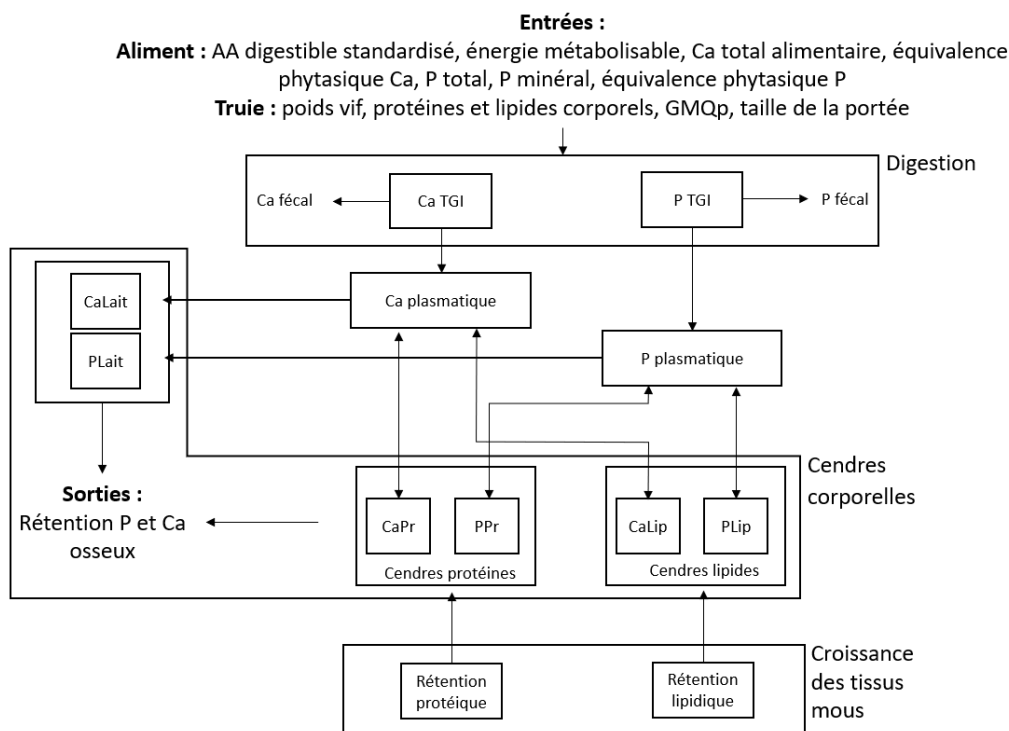 Entrées :
Aliment : AA digestible standardisé, énergie métabolisable, Ca total alimentaire, équivalence
phytasique Ca, P total, P minéral, équivalence phytasique P
Truie : poids vif, protéines et lipides corporels, GMQp, taille de la portée
Digestion
Ca fécal
Ca TGI
P TGI
P fécal
CaLait
Ca plasmatique
PLait
P plasmatique
Cendres
corporelles
Sorties :
Rétention P et Ca
osseux
CaPr
PPr
CaLip
PLip
Cendres protéines
Cendres lipides
Croissance
des tissus
mous
Rétention
protéique
Rétention
lipidique